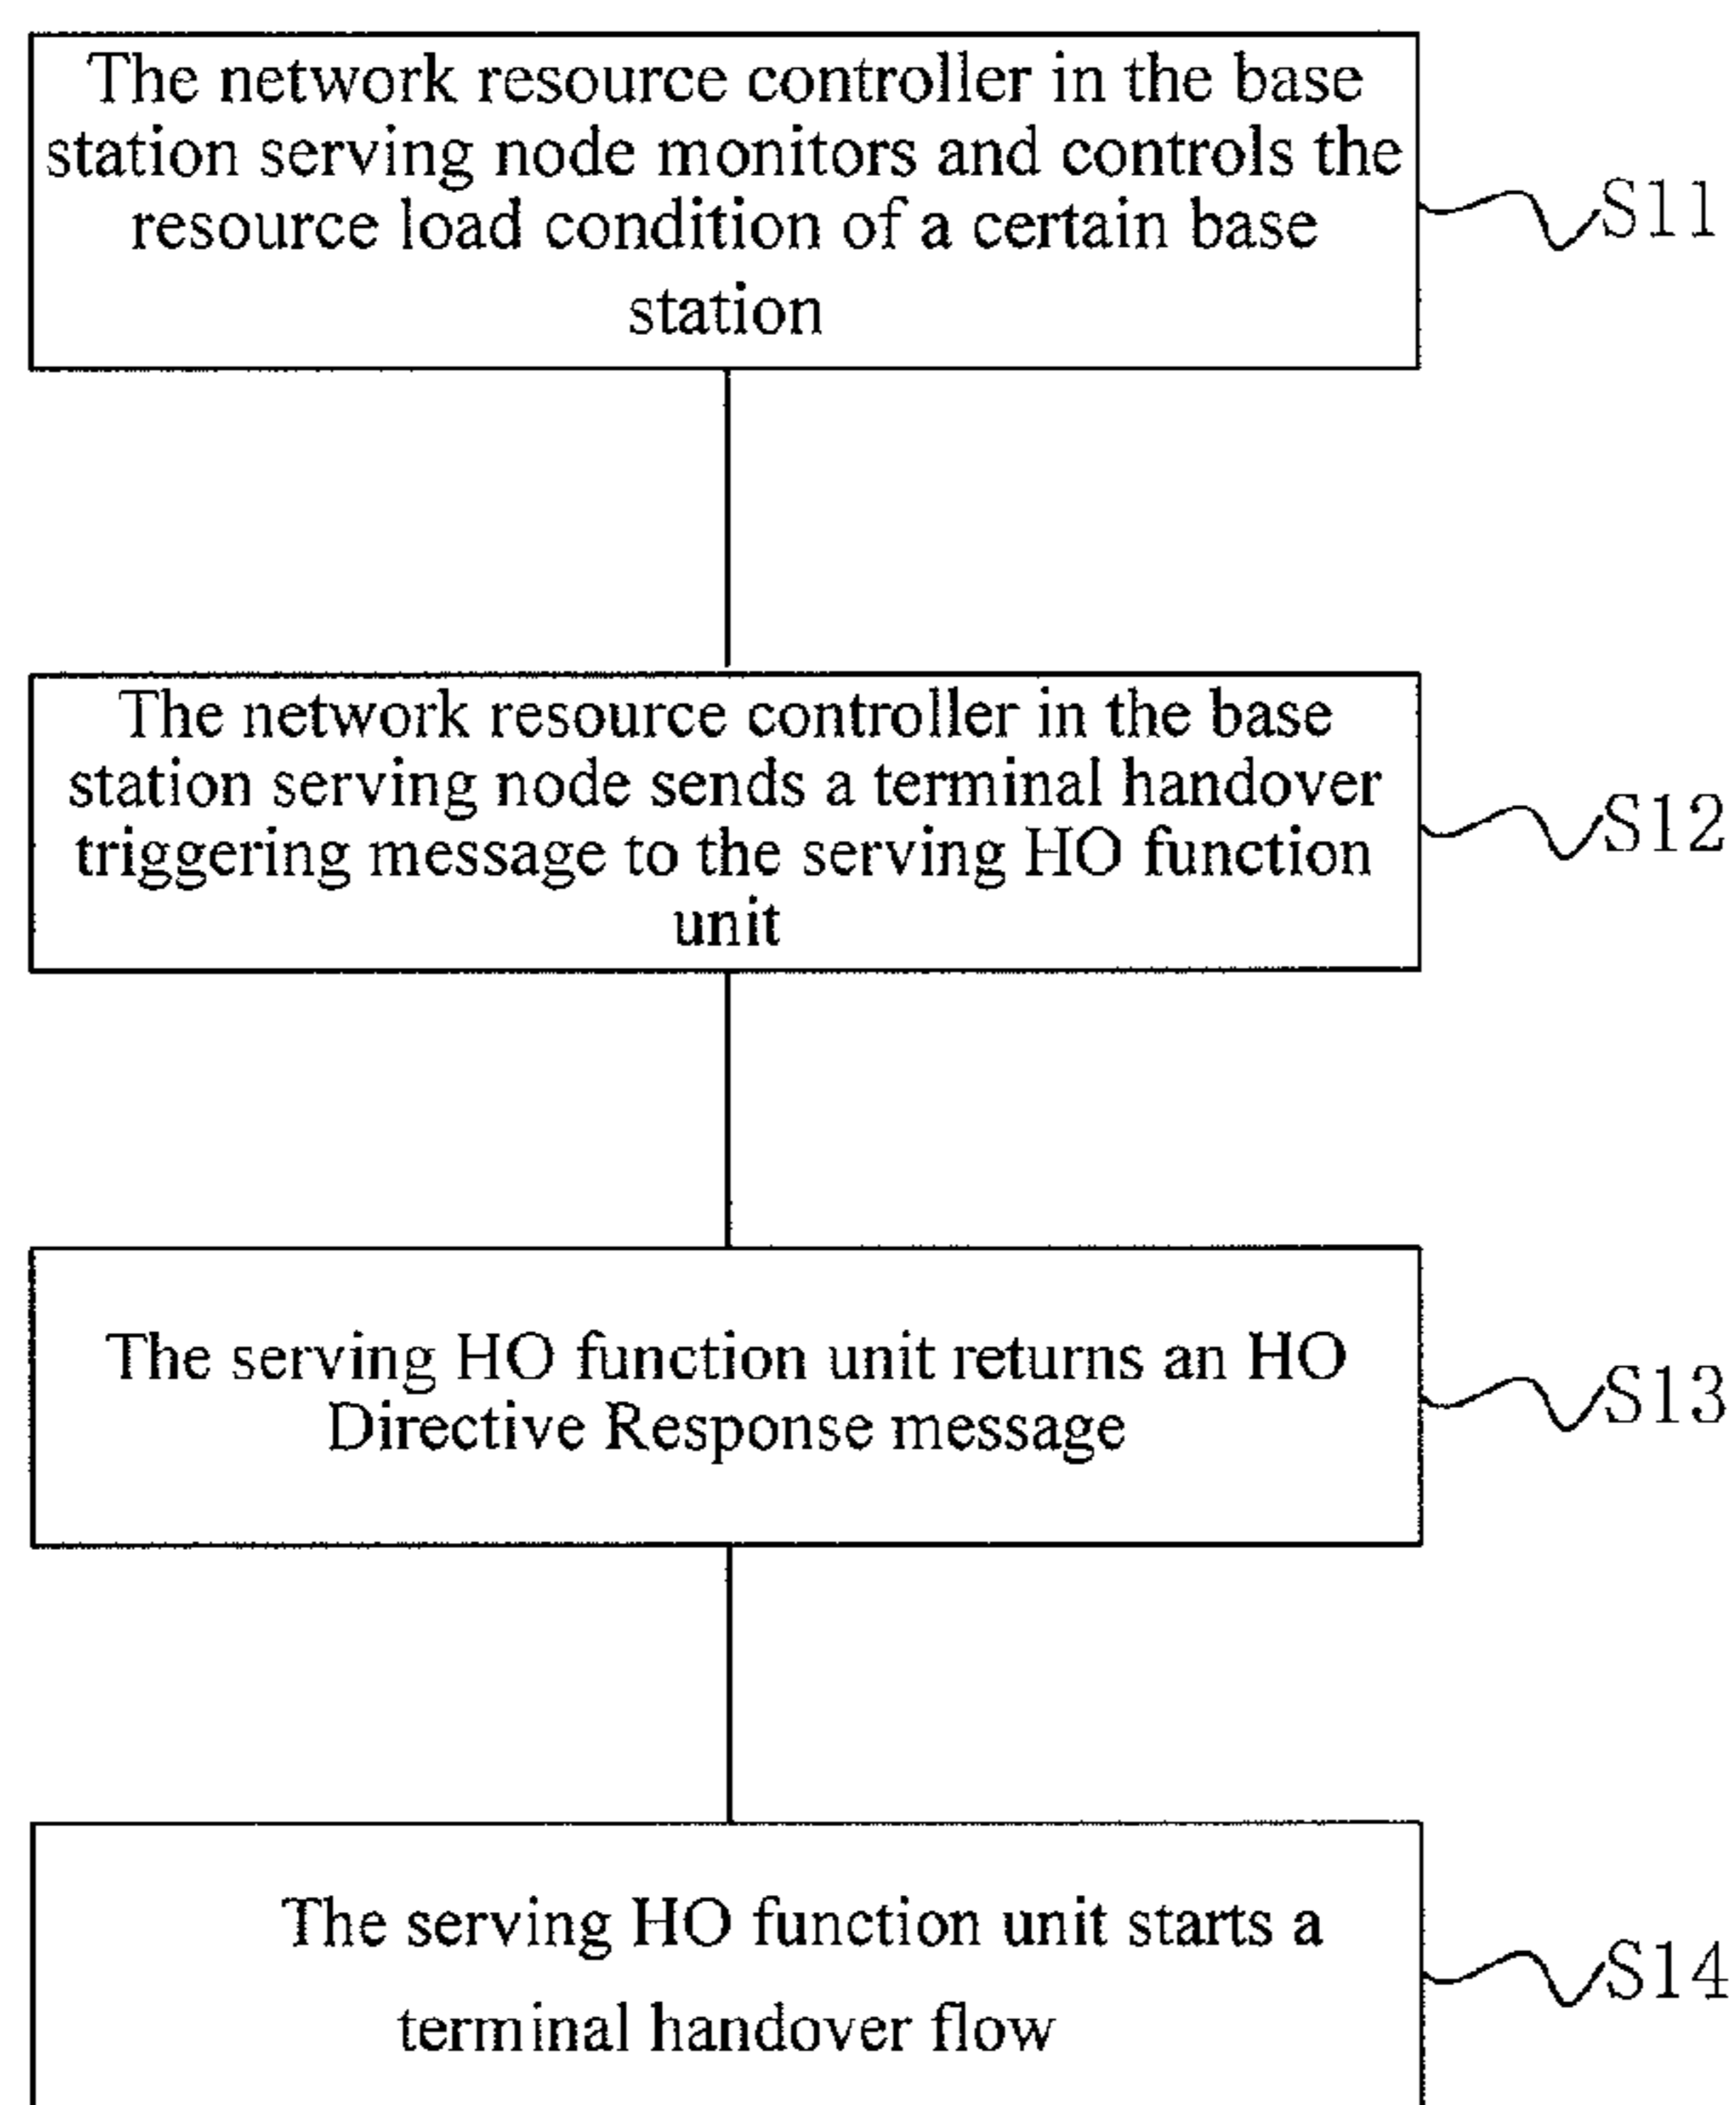 The network resource controller in the base
station serving node monitors and controls the
resource load condition of a certain base
station
S11
The network resource controller in the base
station serving node sends a terminal handover
triggering message to the serving HO function
unit
S12
The serving HO function unit returns an HO
Directive Response message
S13
The serving HO function unit starts a
terminal handover flow
S14